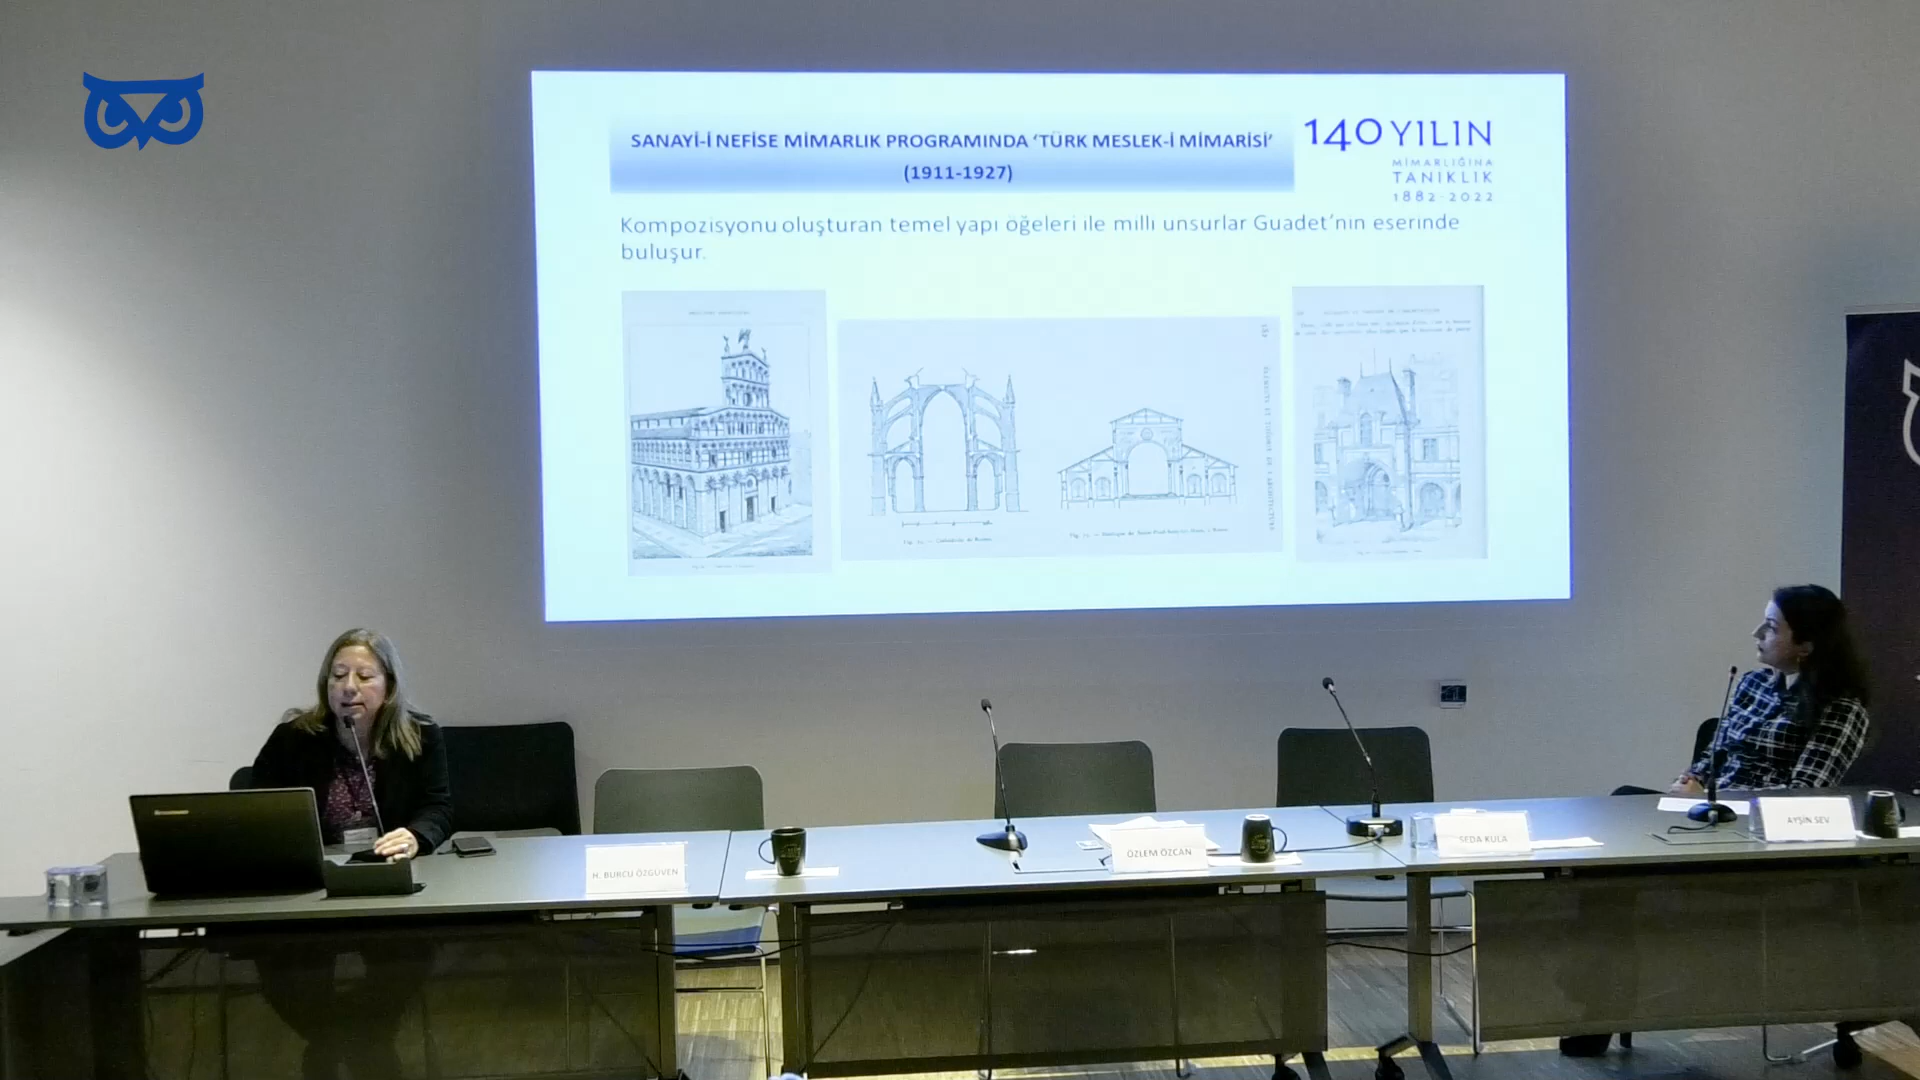 SANAYİ-İ NEFİSE MİMARLIK PROGRAMINDA ‘TÜRK MESLEK-İ MİMARİSİ’
(1911-1927)
140 YILIN
MİMARLIĞINA
TANIKLIK
1882-2022
Kompozisyonu oluşturan temel yapı öğeleri ile milli unsurlar Guadet’nin eserinde
buluşur.
H. BURCU ÖZGÜVEN
ÖZLEM ÖZCAN
SEDA KULA
AYŞİN SEV